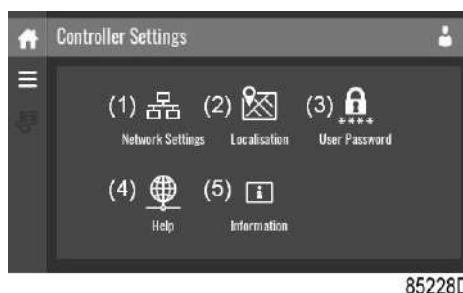 Controller Settings
(1) (2) (3)
****
Network Settings Localisation User Password
(4) (5) i
Help Information
85228D